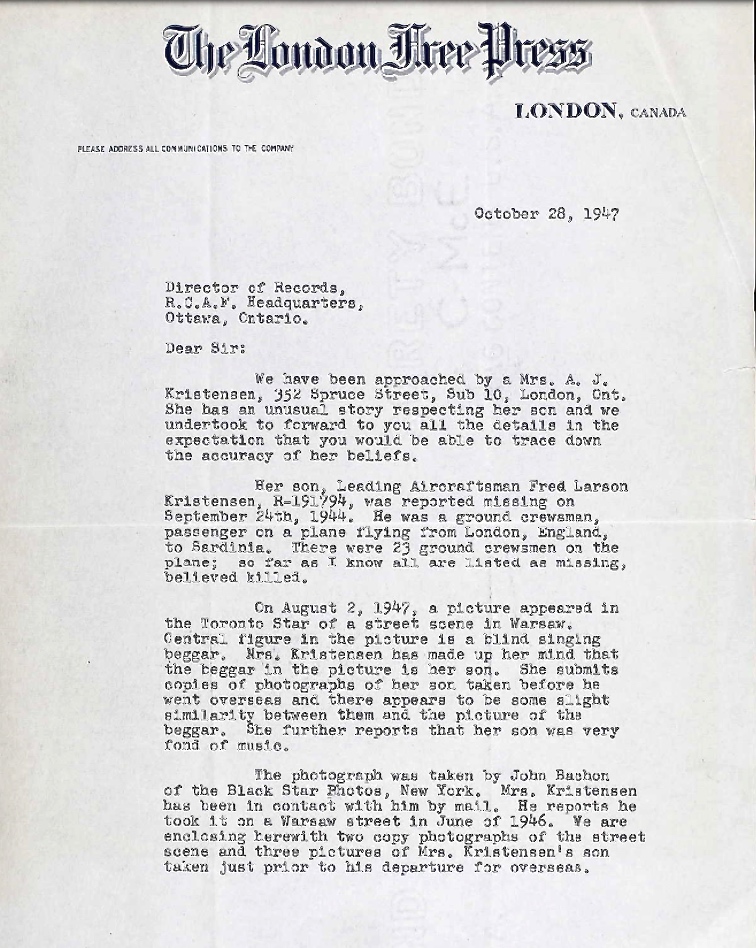 The London Free Press
LONDON, CANADA
PLEASE ADDRESS ALL COMMUNICATIONS TO THE COMPANY
October 28, 1947
Director of Records,
R.C.A.F. Headquarters,
Ottawa, Ontario.
Dear Sir:
We have been approached by a Mrs. A. J.
Kristensen, 352 Spruce Street, Sub 10, London, Ont.
She has an unusual story respecting her son and we
undertook to forward to you all the details in the
expectation that you would be able to trace down
the accuracy of her beliefs.
Her son, Leading Aircraftsman Fred Larson
Kristensen, R-191794, was reported missing on
September 24th, 1944. He was a ground crewsman,
passenger on a plane flying from London, England,
to Sardinia. There were 23 ground crewsmen on the
plane; so far as I know all are listed as missing,
believed killed.
On August 2, 1947, a picture appeared in
the Toronto Star of a street scene in Warsaw.
Central figure in the picture is a blind singing
beggar. Mrs. Kristensen has made up her mind that
the beggar in the picture is her son. She submits
copies of photographs of her son taken before he
went overseas and there appears to be some slight
similarity between them and the picture of the
beggar. She further reports that her son was very
fond of music.
The photograph was taken by John Bachon
of the Black Star Photos, New York. Mrs. Kristensen
has been in contact with him by mail. He reports he
took it on a Warsaw street in June of 1946. We are
enclosing herewith two copy photographs of the street
scene and three pictures of Mrs. Kristensen's son
taken just prior to his departure for overseas.